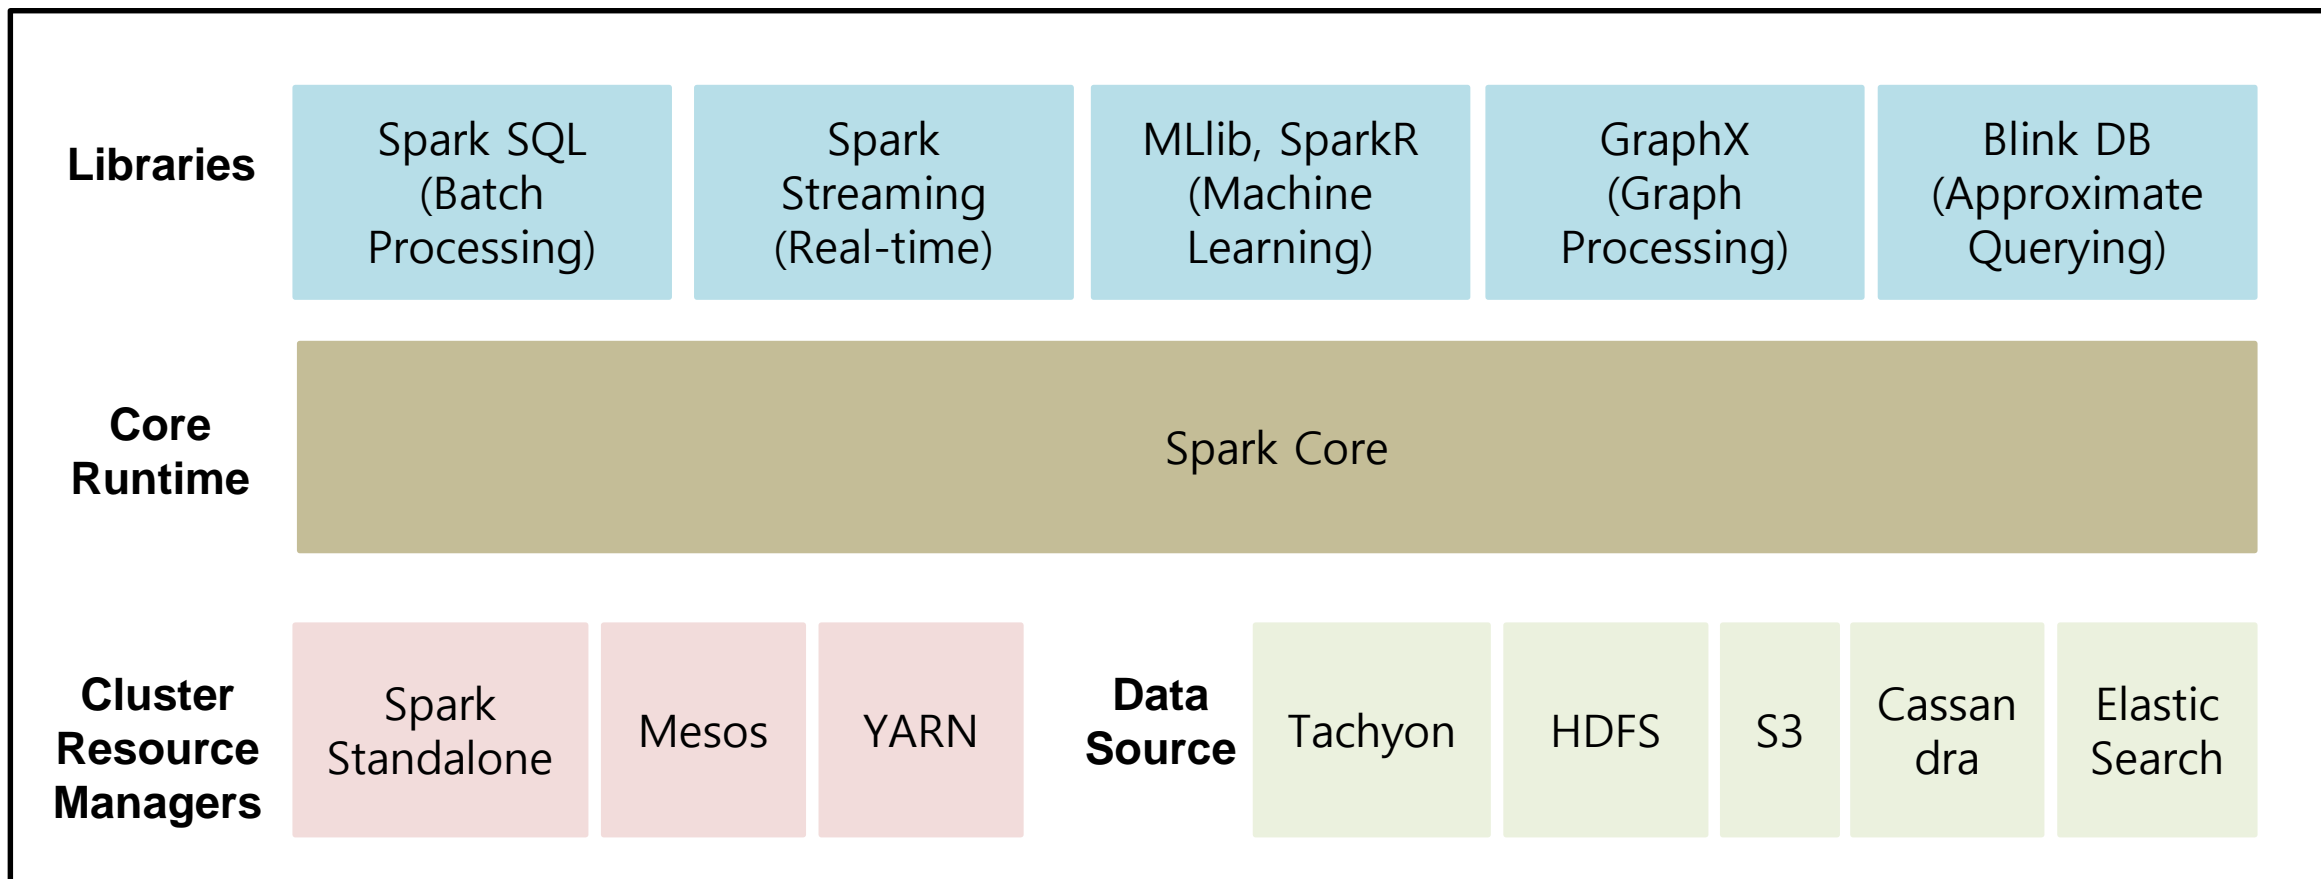 Libraries
Spark SQL
(Batch
Processing)
Spark
Streaming
(Real-time)
MLlib, SparkR
(Machine
Learning)
GraphX
(Graph
Processing)
Blink DB
(Approximate
Querying)
Core
Runtime
Spark Core
Cluster
Resource
Managers
Spark
Standalone
Mesos
YARN
Data
Source
Tachyon
HDFS
S3
Cassan
dra
Elastic
Search